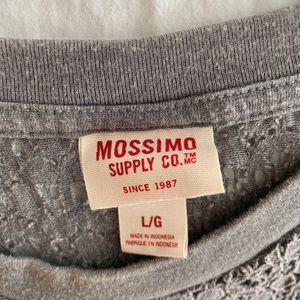 MOSSIMO
SUPPLY CO.™ MC
SINCE 1987
L/G
MADE IN INDONESIA
FABRIQUÉ EN INDONÉSIE